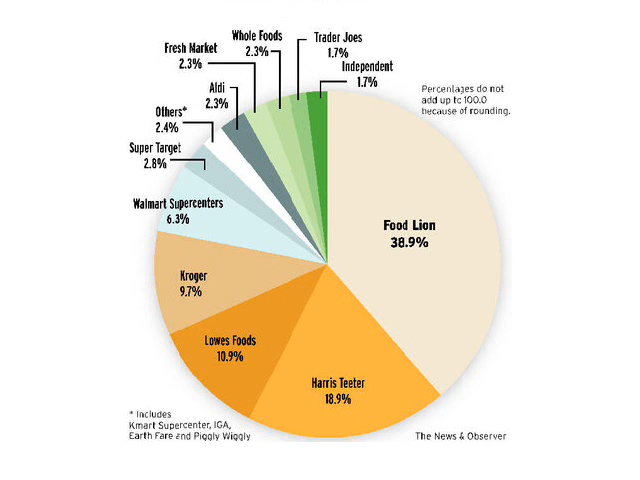 Whole Foods
2.3%
Trader Joes
1.7%
Fresh Market
2.3%
Independent
1.7%
Aldi
2.3%
Percentages do not
add up to 100.0
because of rounding.
Others*
2.4%
Super Target
2.8%
Walmart Supercenters
6.3%
Food Lion
38.9%
Kroger
9.7%
Lowes Foods
10.9%
Harris Teeter
18.9%
* Includes
Kmart Supercenter, IGA,
Earth Fare and Piggly Wiggly
The News & Observer